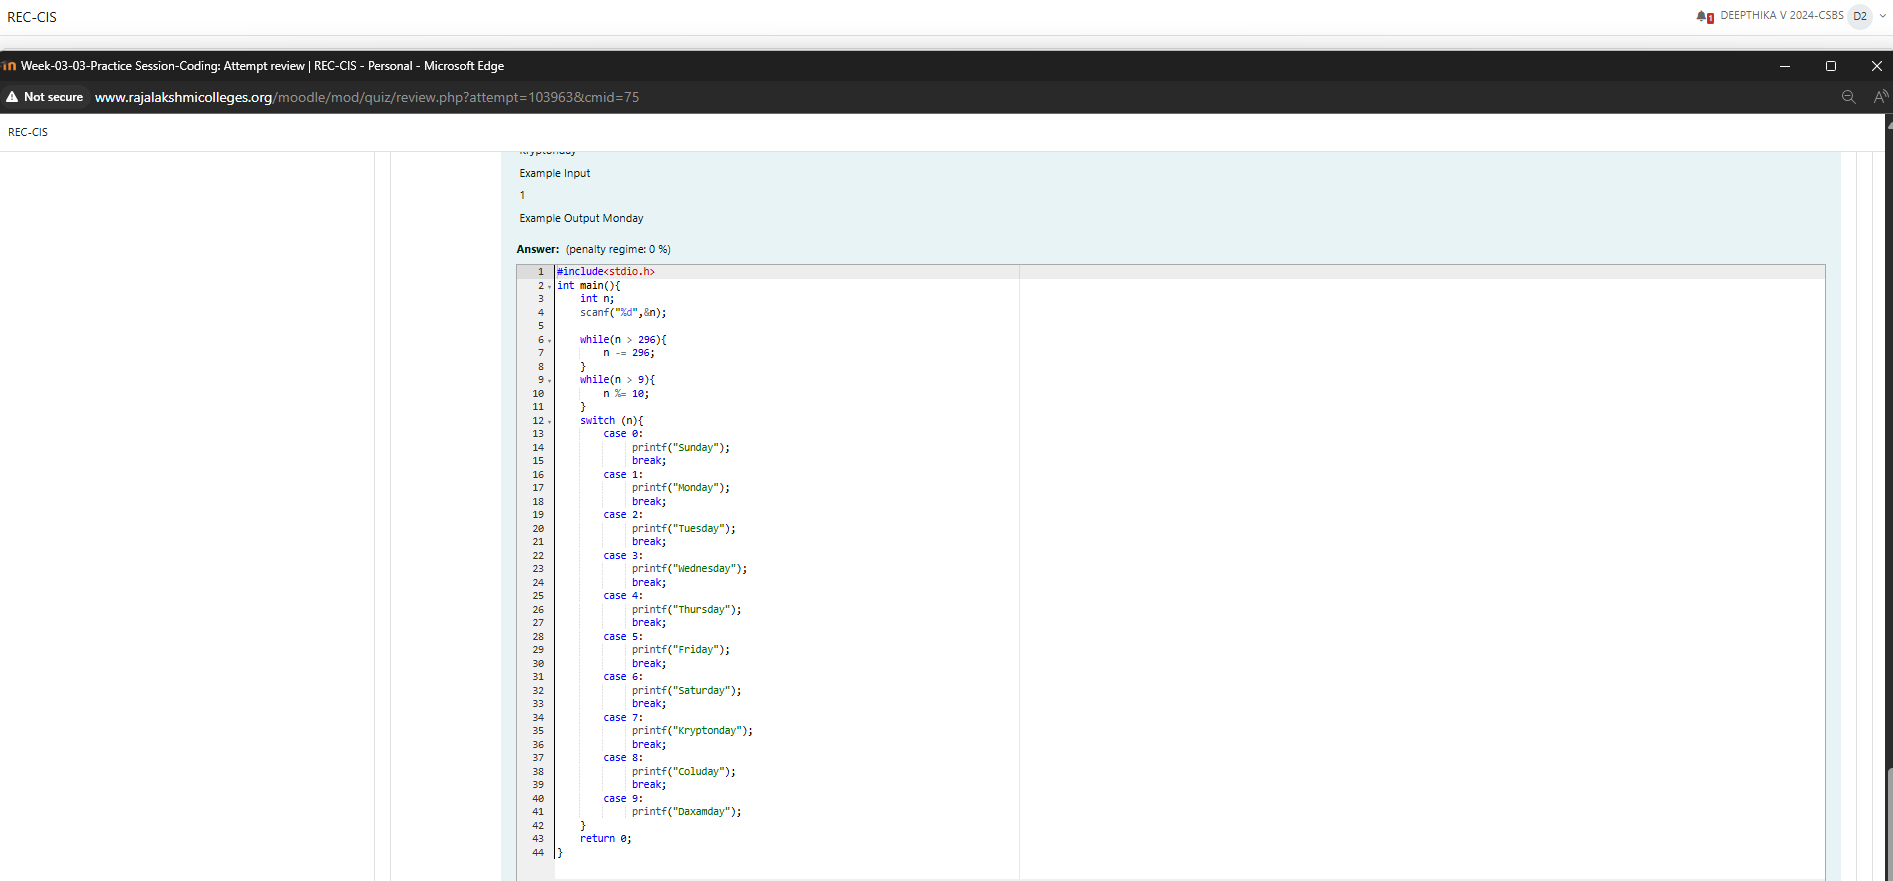 REC-CIS
1 DEEPTHIKA V 2024-CSBS D2
Week-03-03-Practice Session-Coding: Attempt review | REC-CIS - Personal - Microsoft Edge
Not secure www.rajalakshmicolleges.org/moodle/mod/quiz/review.php?attempt=103963&cmid=75
REC-CIS
Kryptonday
Example Input
1
Example Output Monday
Answer: (penalty regime: 0 %)
1 #include<stdio.h>
2 int main(){
3     int n;
4     scanf("%d",&n);
5
6     while(n > 296){
7         n -= 296;
8     }
9     while(n > 9){
10         n %= 10;
11     }
12     switch (n){
13         case 0:
14              printf("Sunday");
15              break;
16         case 1:
17              printf("Monday");
18              break;
19         case 2:
20              printf("Tuesday");
21              break;
22         case 3:
23              printf("Wednesday");
24              break;
25         case 4:
26              printf("Thursday");
27              break;
28         case 5:
29              printf("Friday");
30              break;
31         case 6:
32              printf("Saturday");
33              break;
34         case 7:
35              printf("Kryptonday");
36              break;
37         case 8:
38              printf("Coluday");
39              break;
40         case 9:
41              printf("Daxamday");
42     }
43     return 0;
44 }